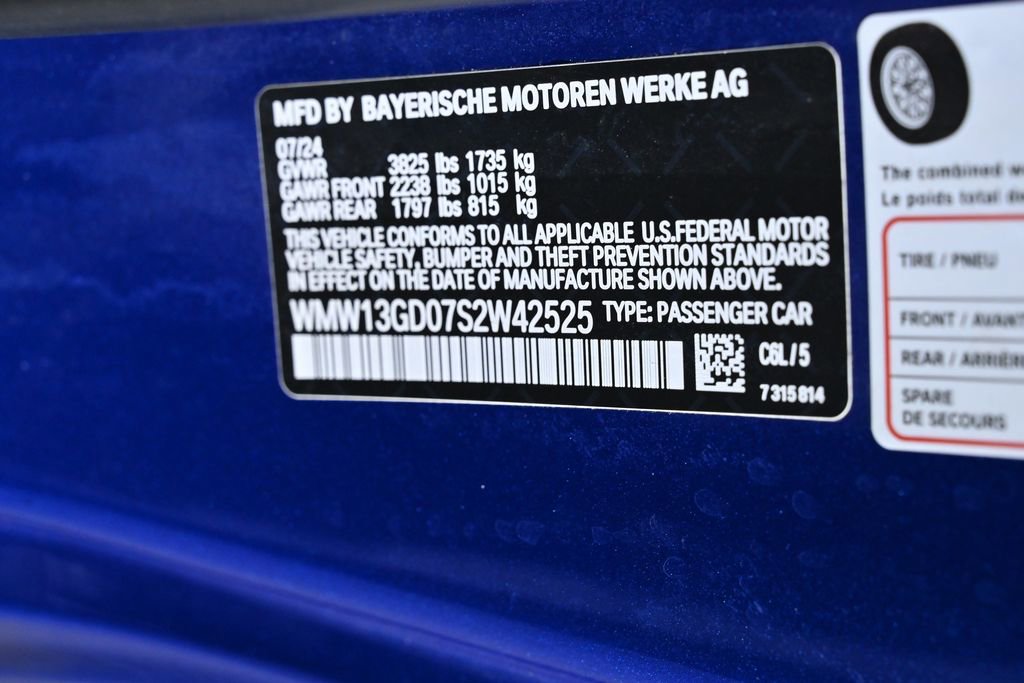 MFD BY BAYERISCHE MOTOREN WERKE AG
07/24
GVWR 3825 lbs 1735 kg
GAWR FRONT 2238 lbs 1015 kg
GAWR REAR 1797 lbs 815 kg
THIS VEHICLE CONFORMS TO ALL APPLICABLE U.S.FEDERAL MOTOR
VEHICLE SAFETY, BUMPER AND THEFT PREVENTION STANDARDS
IN EFFECT ON THE DATE OF MANUFACTURE SHOWN ABOVE.
WMW13GD07S2W42525 TYPE: PASSENGER CAR
C6L/5
7315814
The combined
Le poids total
TIRE / PNEU
FRONT / AVANT
REAR / ARRIÈRE
SPARE
DE SECOURS